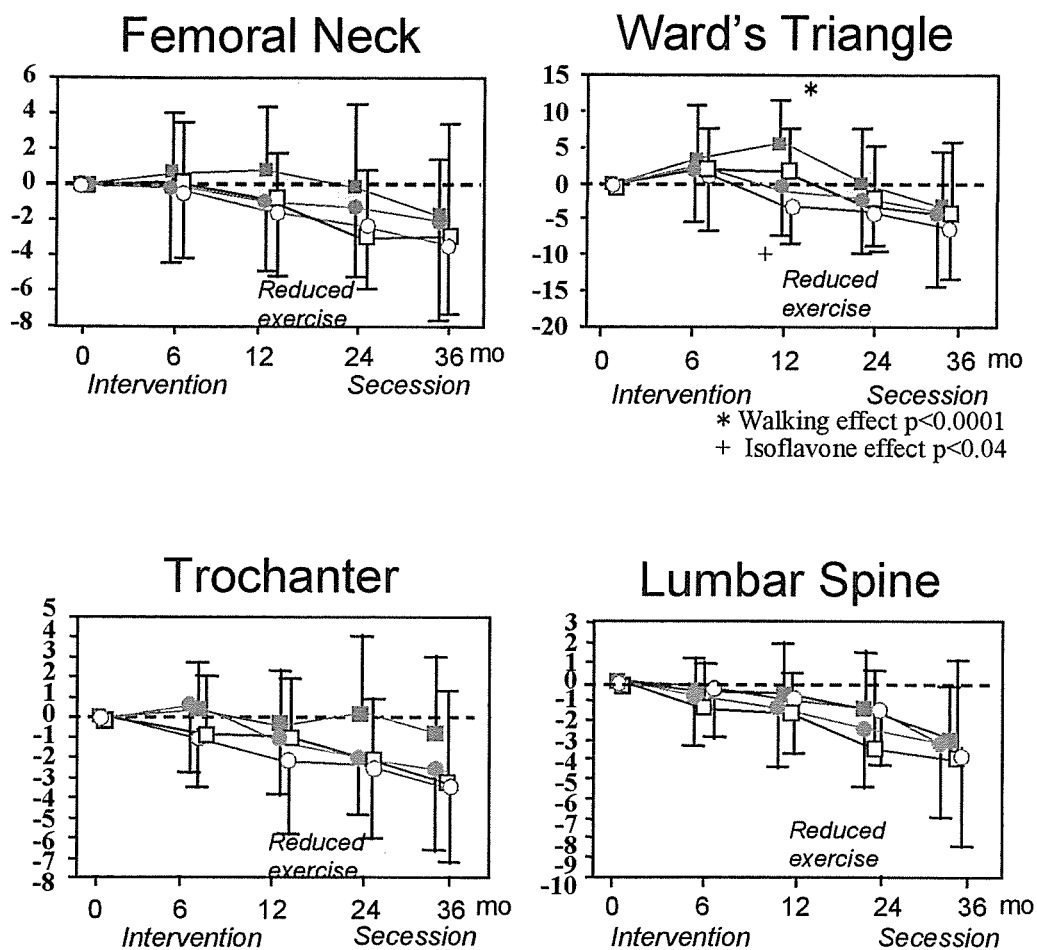 Femoral Neck
6
4
2
0
-2
-4
-6
-8
Reduced
exercise
0 6 12 24 36 mo
Intervention Secession
Ward's Triangle
15
10
5
0
-5
-10
-15
-20
*
+
Reduced
exercise
0 6 12 24 36 mo
Intervention Secession
* Walking effect p<0.0001
+ Isoflavone effect p<0.04
Trochanter
5
4
3
2
1
0
-1
-2
-3
-4
-5
-6
-7
-8
Reduced
exercise
0 6 12 24 36 mo
Intervention Secession
Lumbar Spine
3
2
1
0
-1
-2
-3
-4
-5
-6
-7
-8
-9
-10
Reduced
exercise
0 6 12 24 36 mo
Intervention Secession